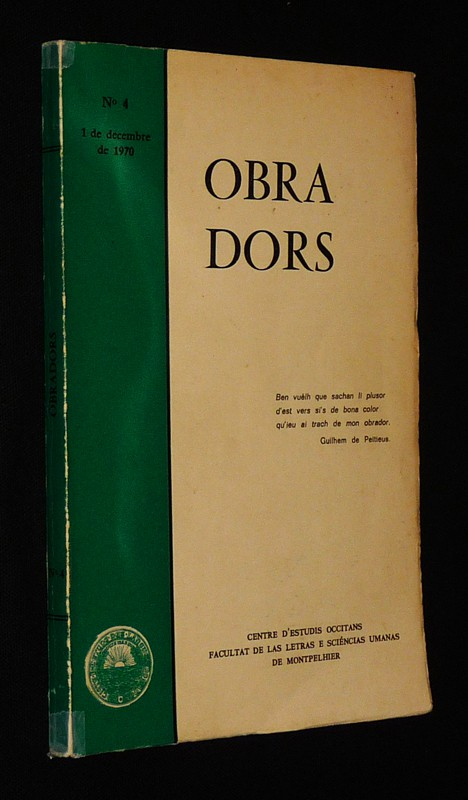 Nº 4
1 de decembre
de 1970
OBRA
DORS
Ben vuèlh que sachan li plusor
d'est vers si's de bona color
qu'ieu ai trach de mon obrador.
Guilhem de Peitieus.
CENTRE D'ESTUDIS OCCITANS
FACULTAT DE LAS LETRAS E SCIÉNCIAS UMANAS
DE MONTPELHIER
OBRADORS